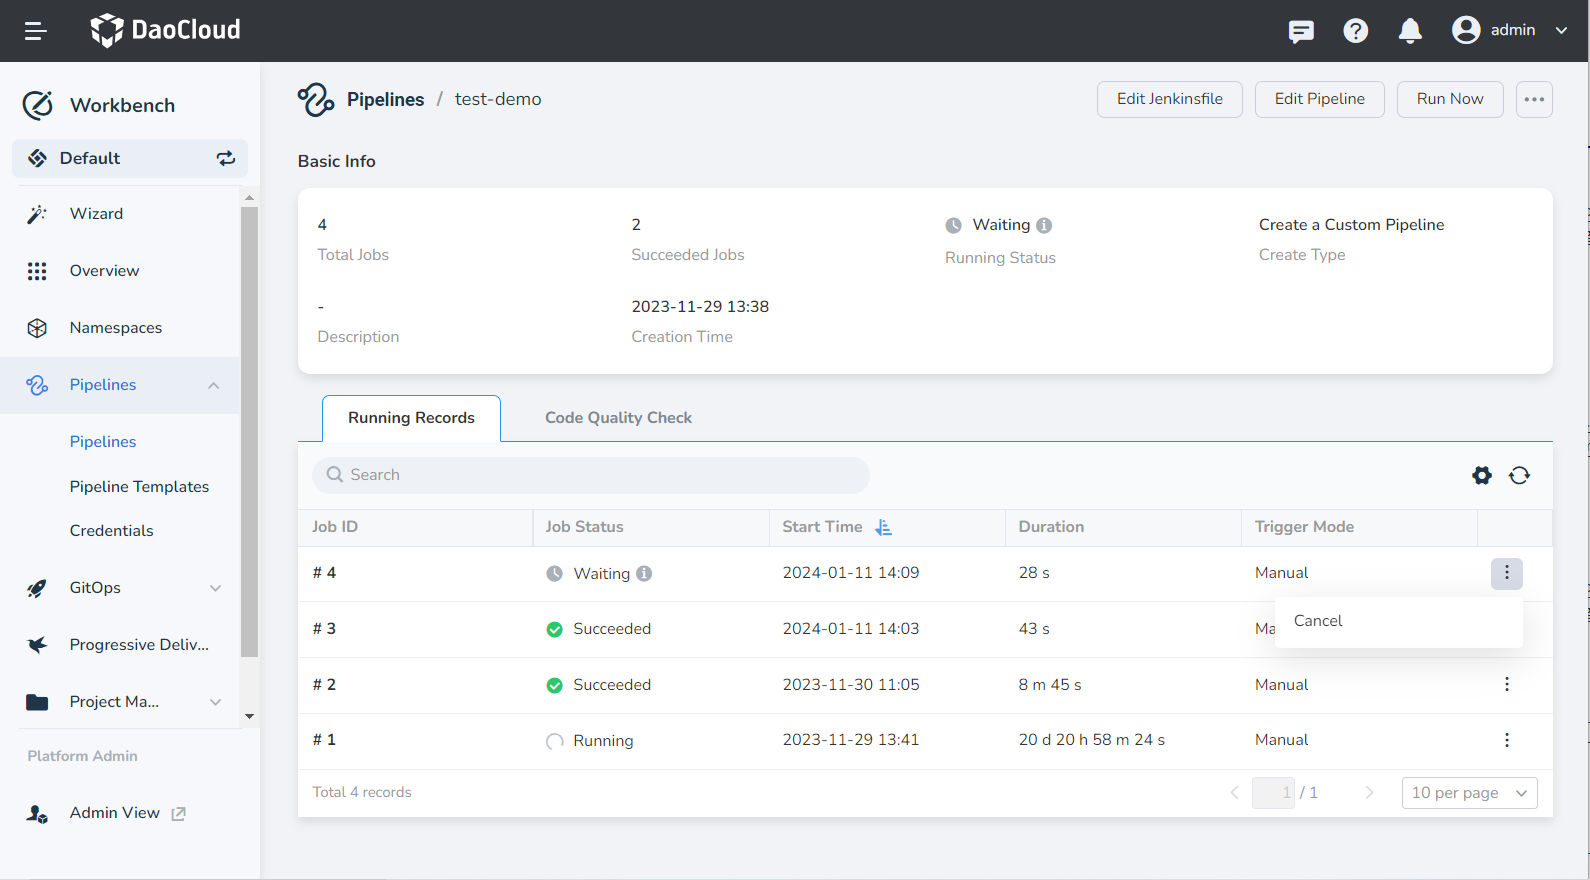 DaoCloud
admin
Workbench
Default
Wizard
Overview
Namespaces
Pipelines
Pipelines
Pipeline Templates
Credentials
GitOps
Progressive Deliv...
Project Ma...
Platform Admin
Admin View
Pipelines / test-demo
Edit Jenkinsfile
Edit Pipeline
Run Now
Basic Info
4
Total Jobs
2
Succeeded Jobs
Waiting
Running Status
Create a Custom Pipeline
Create Type
-
Description
2023-11-29 13:38
Creation Time
Running Records
Code Quality Check
Search
Job ID Job Status Start Time Duration Trigger Mode
# 4 Waiting 2024-01-11 14:09 28 s Manual
Cancel
# 3 Succeeded 2024-01-11 14:03 43 s Ma
# 2 Succeeded 2023-11-30 11:05 8 m 45 s Manual
# 1 Running 2023-11-29 13:41 20 d 20 h 58 m 24 s Manual
Total 4 records
1 / 1
10 per page